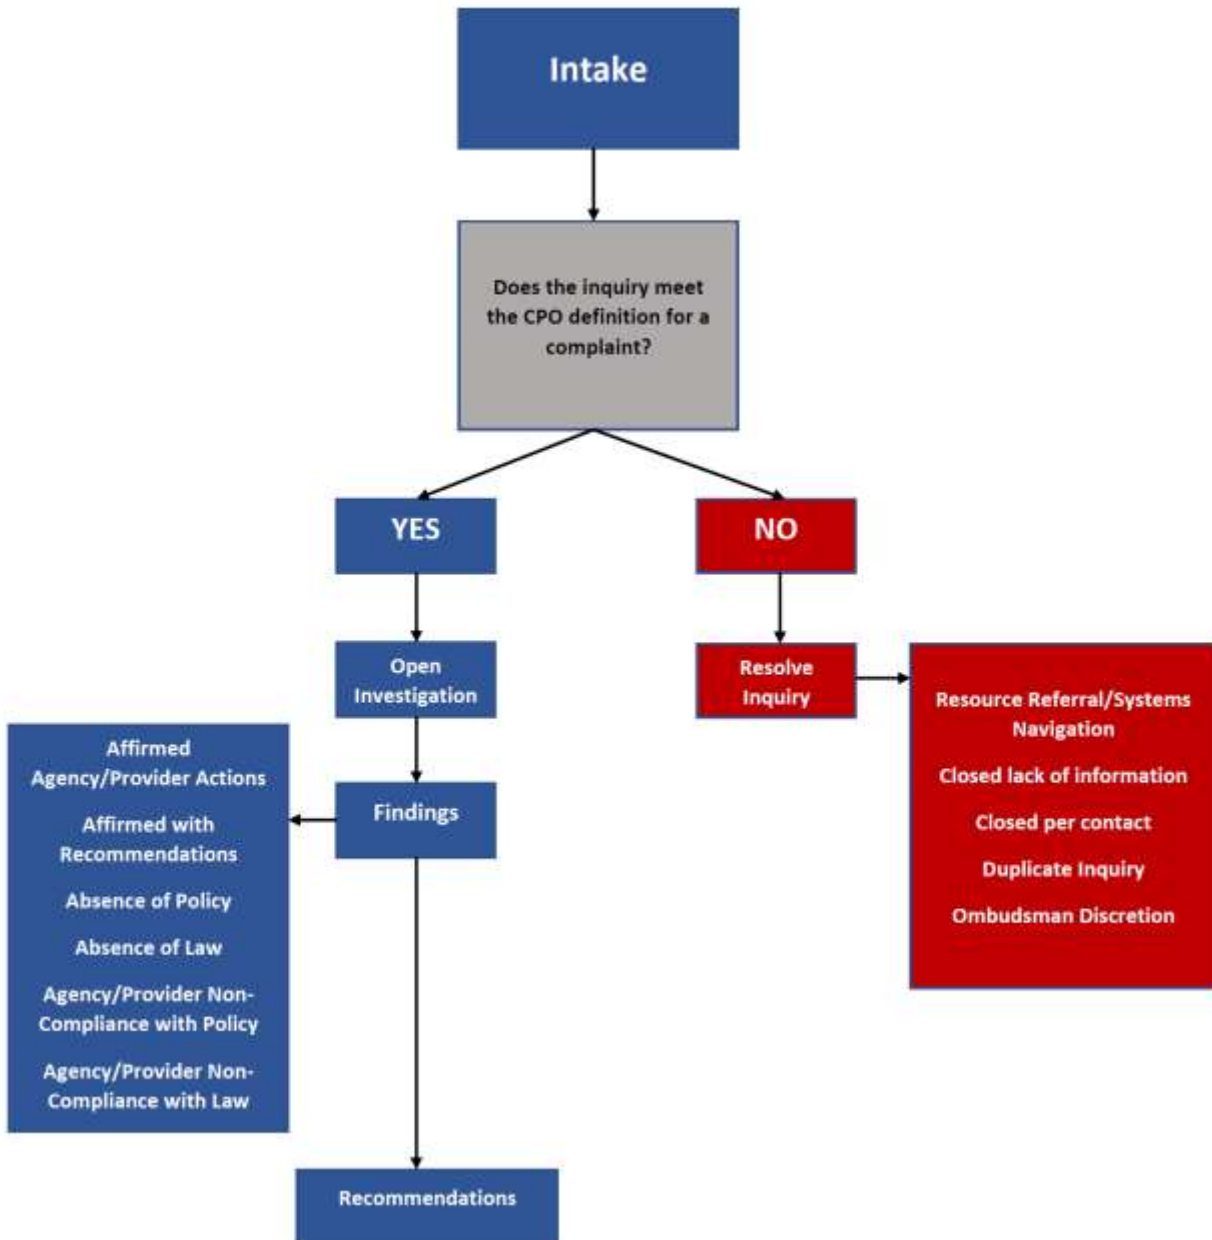 Intake
Does the inquiry meet
the CPO definition for a
complaint?
YES
NO
Open
Investigation
Resolve
Inquiry
Resource Referral/Systems
Navigation
Closed lack of information
Closed per contact
Duplicate Inquiry
Ombudsman Discretion
Findings
Affirmed
Agency/Provider Actions
Affirmed with
Recommendations
Absence of Policy
Absence of Law
Agency/Provider Non-
Compliance with Policy
Agency/Provider Non-
Compliance with Law
Recommendations